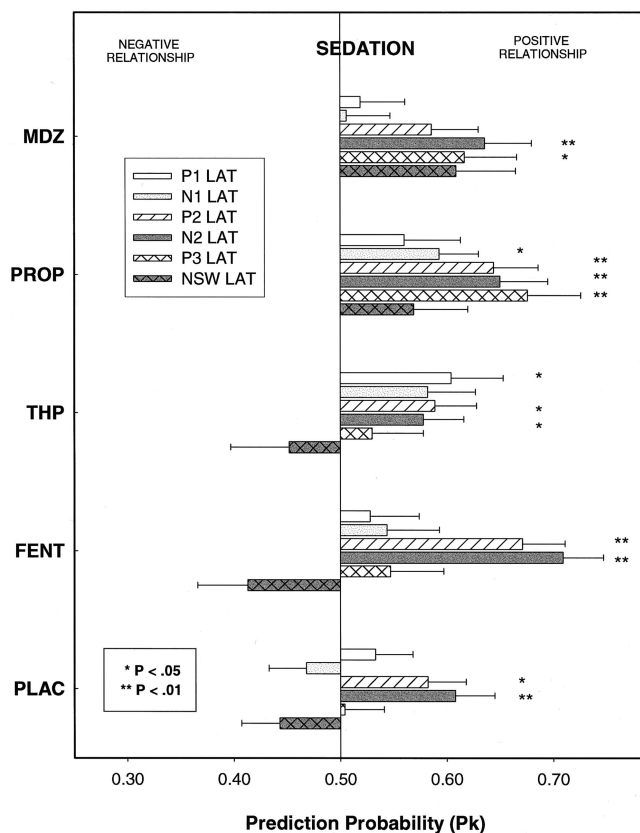 NEGATIVE
RELATIONSHIP
SEDATION
POSITIVE
RELATIONSHIP
MDZ
**
*
P1 LAT
N1 LAT
P2 LAT
N2 LAT
P3 LAT
NSW LAT
PROP
*
**
**
**
THP
*
*
*
FENT
**
**
PLAC
* P < .05
** P < .01
*
**
0.30 0.40 0.50 0.60 0.70
Prediction Probability (Pk)